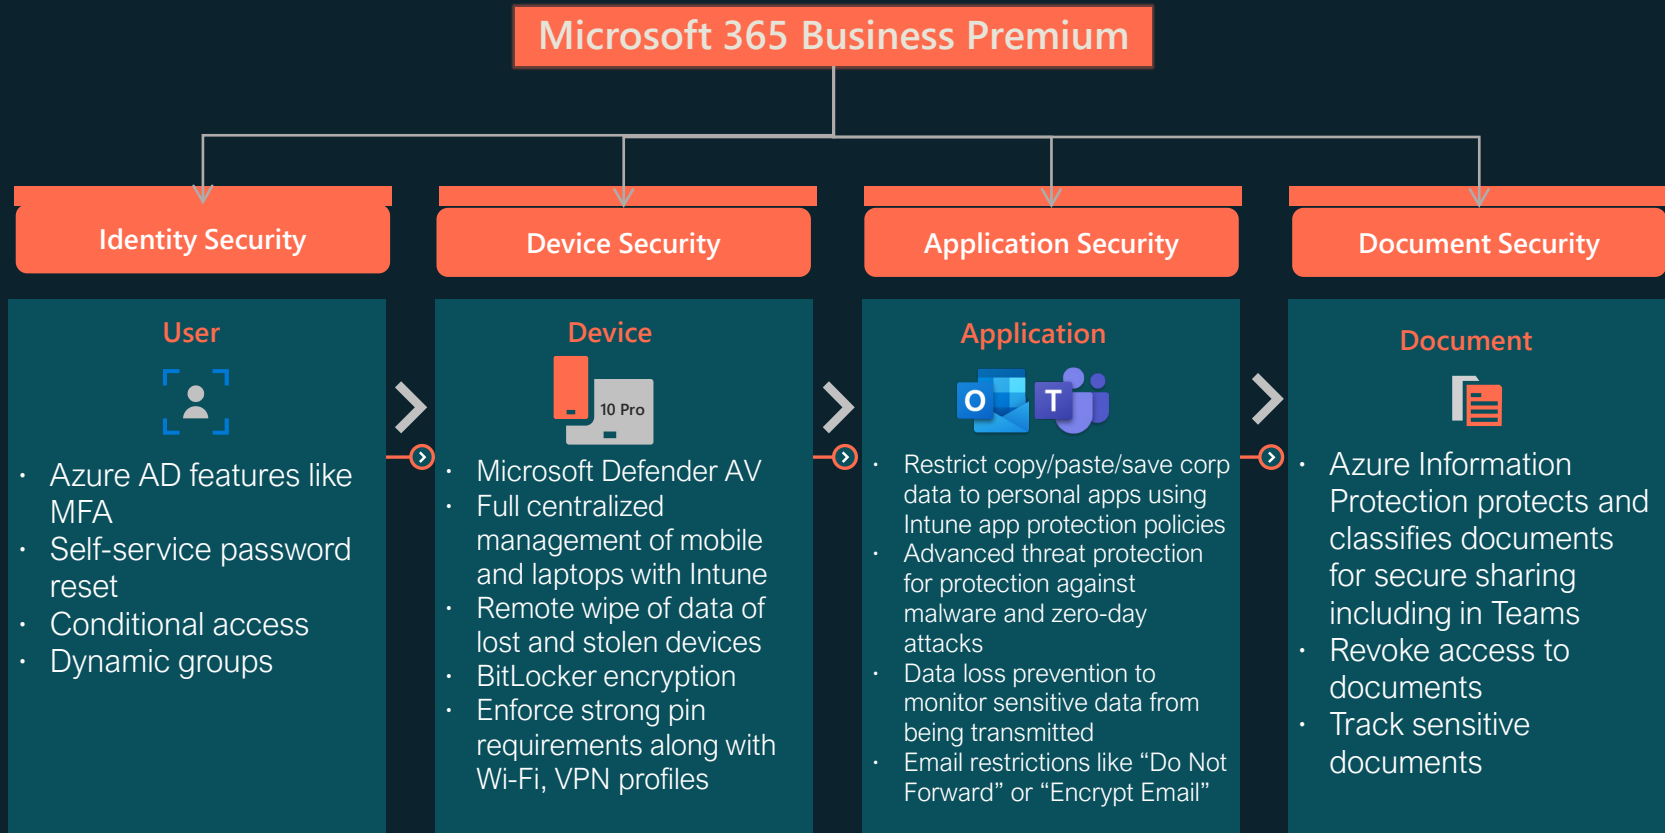 Microsoft 365 Business Premium
Identity Security
Device Security
Application Security
Document Security
User
· Azure AD features like
MFA
· Self-service password
reset
· Conditional access
· Dynamic groups
Device
10 Pro
· Microsoft Defender AV
· Full centralized
management of mobile
and laptops with Intune
· Remote wipe of data of
lost and stolen devices
· BitLocker encryption
· Enforce strong pin
requirements along with
Wi-Fi, VPN profiles
Application
O
T
· Restrict copy/paste/save corp
data to personal apps using
Intune app protection policies
· Advanced threat protection
for protection against
malware and zero-day
attacks
· Data loss prevention to
monitor sensitive data from
being transmitted
· Email restrictions like “Do Not
Forward” or “Encrypt Email”
Document
· Azure Information
Protection protects and
classifies documents
for secure sharing
including in Teams
· Revoke access to
documents
· Track sensitive
documents